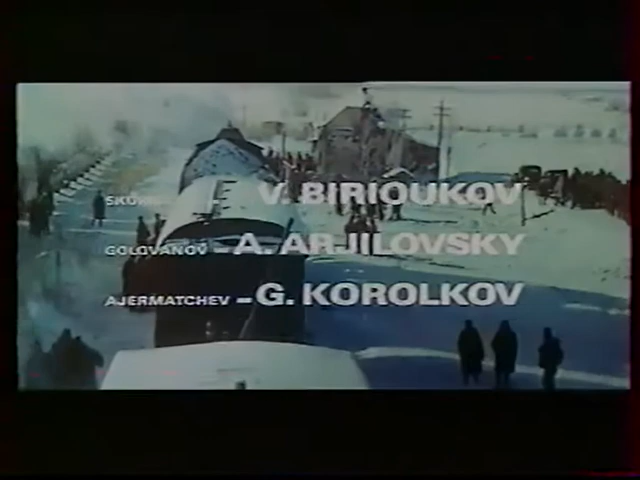 V. BIRIOUKOV
GOLOVANOV – A. ARJILOVSKY
AJERMATCHEV – G. KOROLKOV